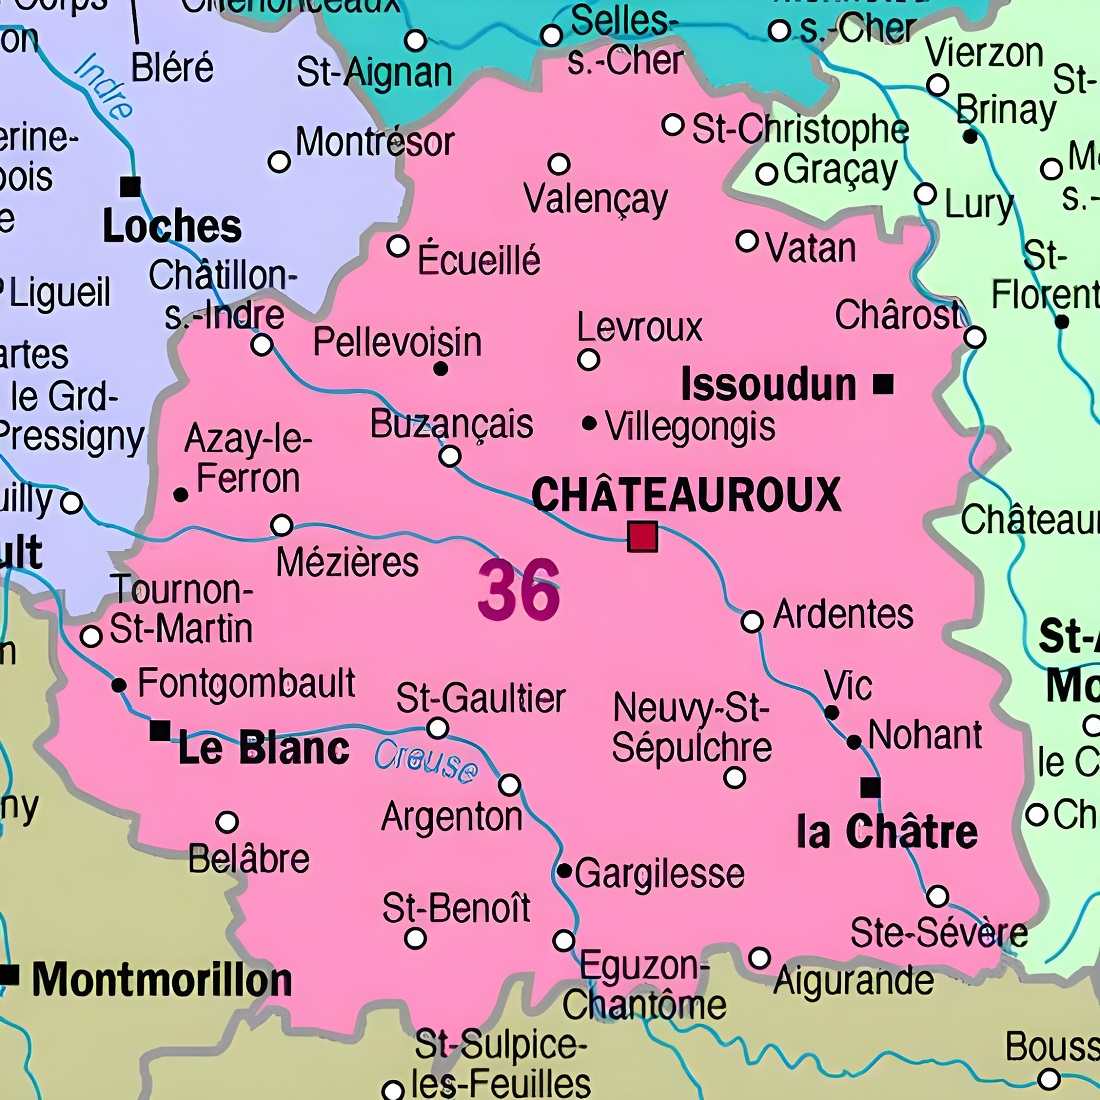 Corps
Chenonceaux
on
Bléré
Indre
St-Aignan
Selles-
s.-Cher
s.-Cher
Vierzon
St-
Brinay
erine-
bois
e
Montrésor
St-Christophe
Graçay
Valençay
s.-
Lury
Loches
Écueillé
Vatan
St-
Florent
Ligueil
Châtillon-
s.-Indre
Chârost
Pellevoisin
Levroux
Issoudun
artes
le Grd-
Pressigny
Azay-le-
Ferron
Buzançais
Villegongis
CHÂTEAUROUX
uilly
Mézières
Château
ult
36
Tournon-
St-Martin
Ardentes
St-A
Mo
n
Fontgombault
St-Gaultier
Neuvy-St-
Sépulchre
Vic
Nohant
le C
Le Blanc
Creuse
ny
Argenton
la Châtre
Ch
Belâbre
Gargilesse
St-Benoît
Ste-Sévère
Montmorillon
Eguzon-
Chantôme
Aigurande
St-Sulpice-
les-Feuilles
Bouss